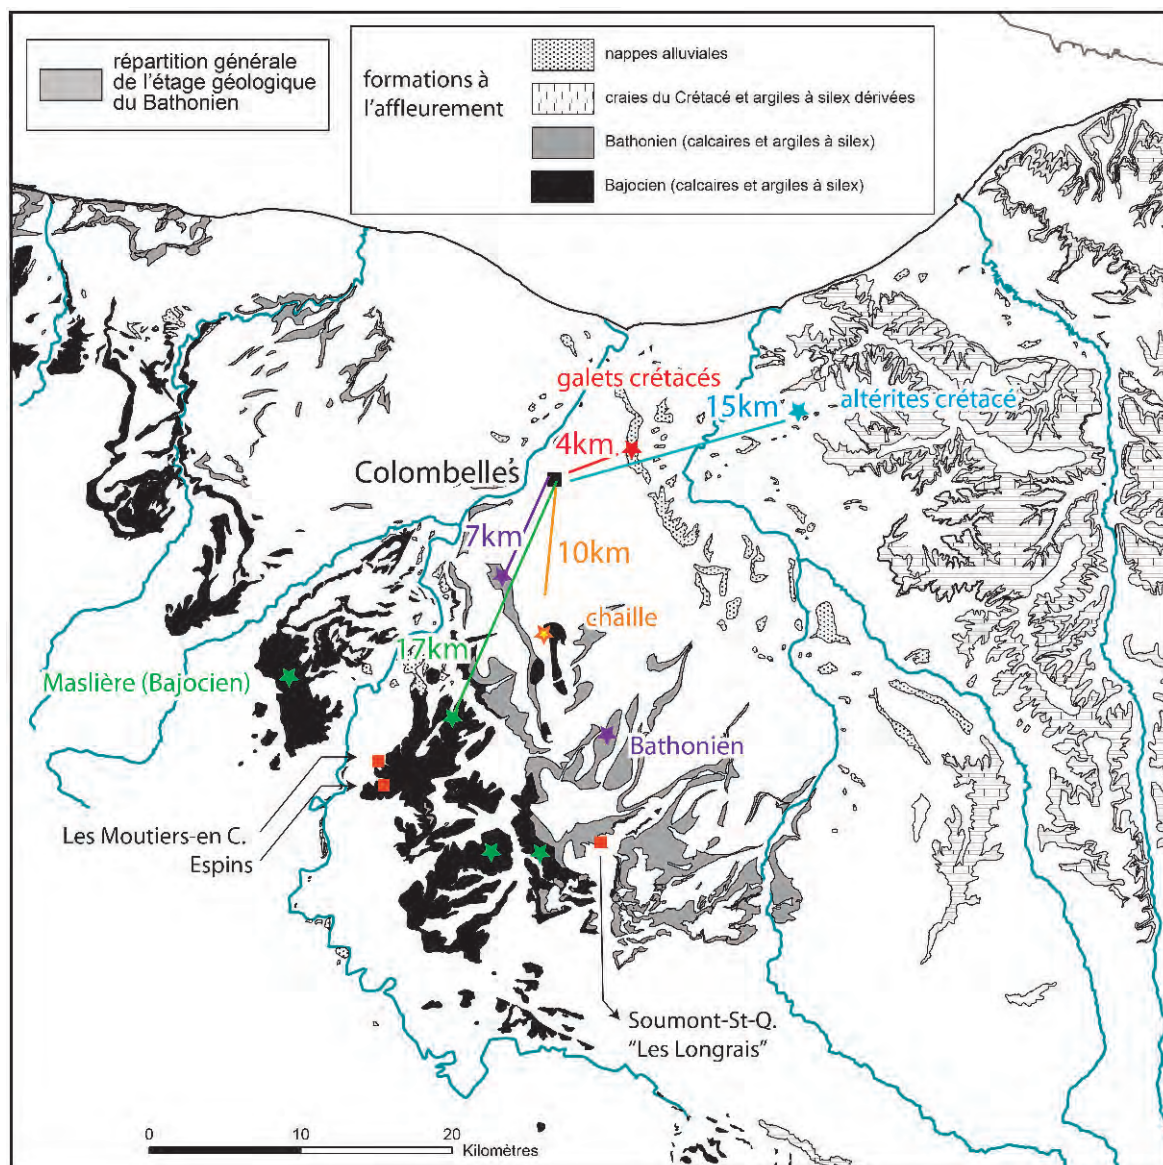 répartition générale
de l'étage géologique
du Bathonien
formations à
l'affleurement
nappes alluviales
craies du Crétacé et argiles à silex dérivées
Bathonien (calcaires et argiles à silex)
Bajocien (calcaires et argiles à silex)
galets crétacés
15km
altérites crétacé
4km
Colombelles
7km
10km
chaille
17km
Maslière (Bajocien)
Bathonien
Les Moutiers-en C.
Espins
Soumont-St-Q.
"Les Longrais"
0 10 20
Kilomètres